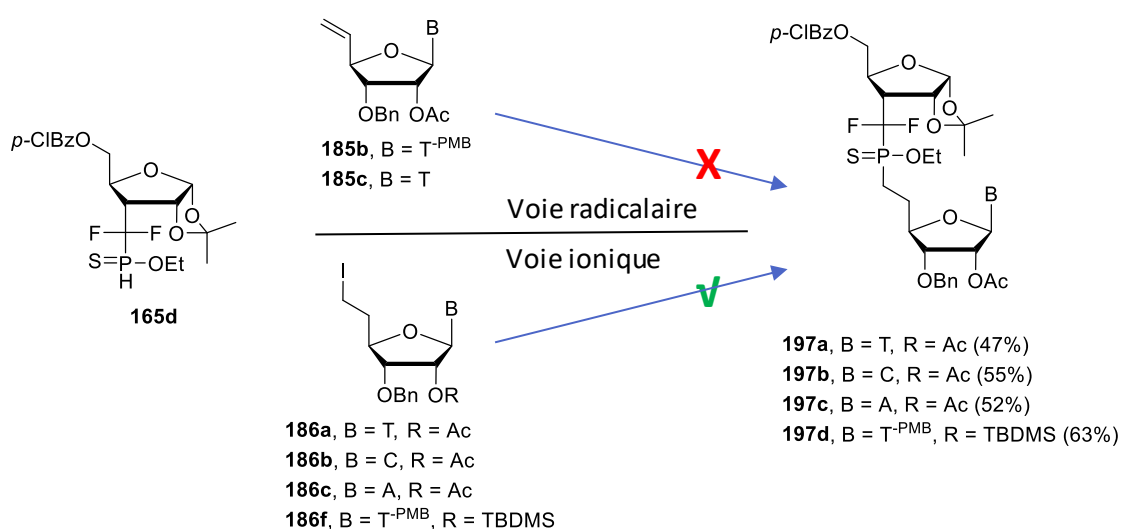 p-ClBzO
O
F F
O
O
S=P-OEt
H
165d
B
O
OBn OAc
185b, B = T-PMB
185c, B = T
X
Voie radicalaire
Voie ionique
V
I
B
O
OBn OR
186a, B = T, R = Ac
186b, B = C, R = Ac
186c, B = A, R = Ac
186f, B = T-PMB, R = TBDMS
p-ClBzO
O
O
F F
O
S=P-OEt
B
O
OBn OAc
197a, B = T, R = Ac (47%)
197b, B = C, R = Ac (55%)
197c, B = A, R = Ac (52%)
197d, B = T-PMB, R = TBDMS (63%)